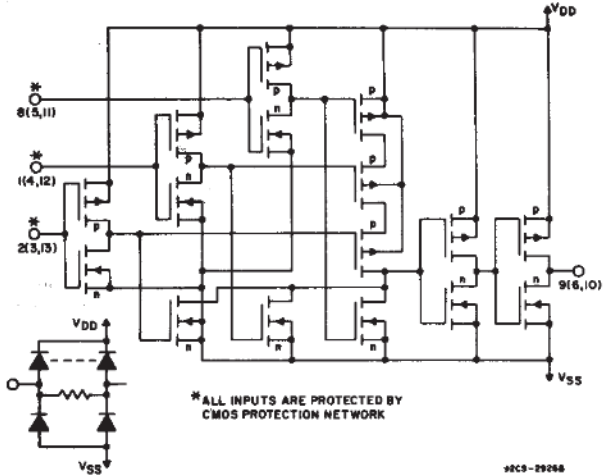 VDD
*
8(5,11)
p
n
p
*
1(4,12)
p
n
p
*
2(3,13)
p
n
p
p
n
p
n
9(6,10)
n
n
n
VDD
VSS
*ALL INPUTS ARE PROTECTED BY
CMOS PROTECTION NETWORK
VSS
92CS-29268